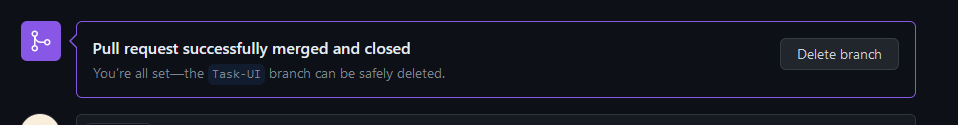 Pull request successfully merged and closed
You're all set—the Task-UI branch can be safely deleted.
Delete branch